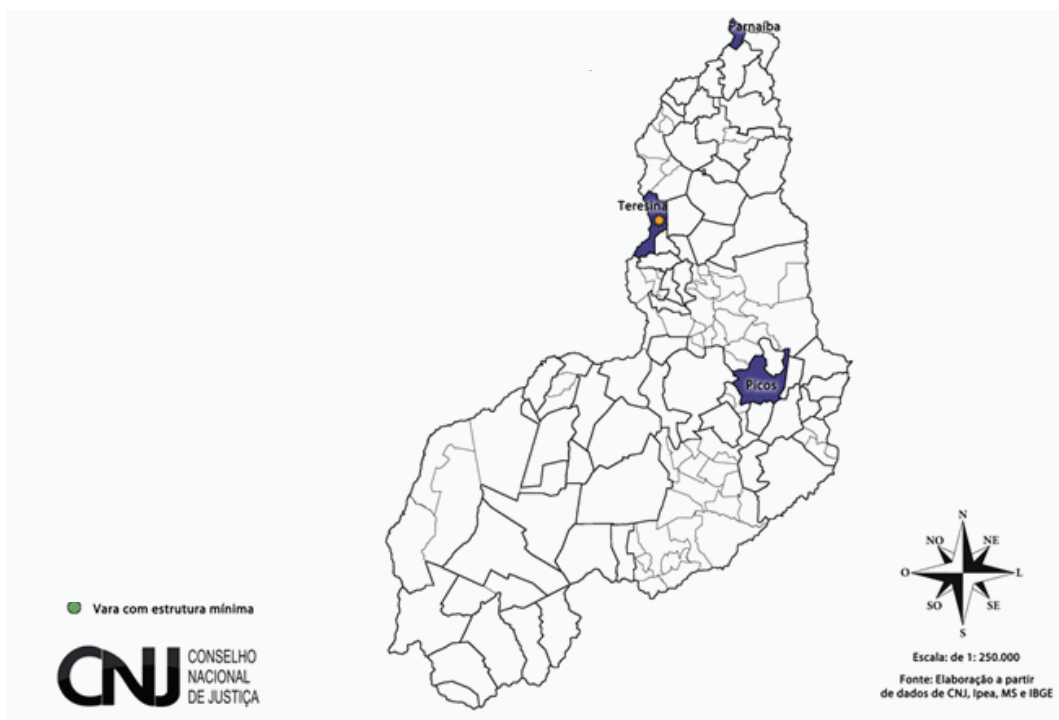 Parnaíba
Teresina
Picos
N
NO
NE
O
L
SO
SE
S
Vara com estrutura mínima
CNJ
CONSELHO
NACIONAL
DE JUSTIÇA
Escala: de 1: 250.000
Fonte: Elaboração a partir
de dados de CNJ, Ipea, MS e IBGE